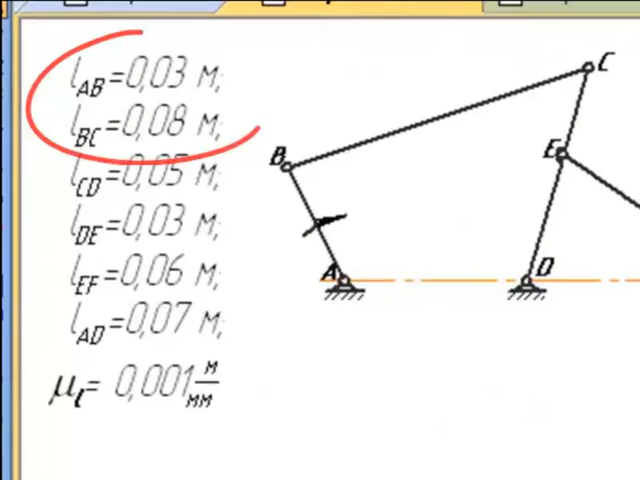 l_AB=0,03 м;
l_BC=0,08 м;
l_CD=0,05 м;
l_DE=0,03 м;
l_EF=0,06 м;
l_AD=0,07 м;
μ_l= 0,001 м/мм
C
B
E
A
D